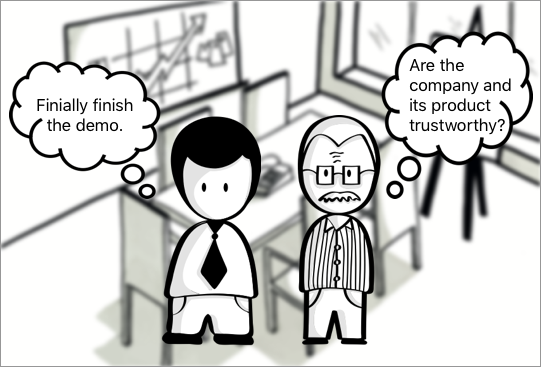 Finially finish
the demo.
Are the
company and
its product
trustworthy?